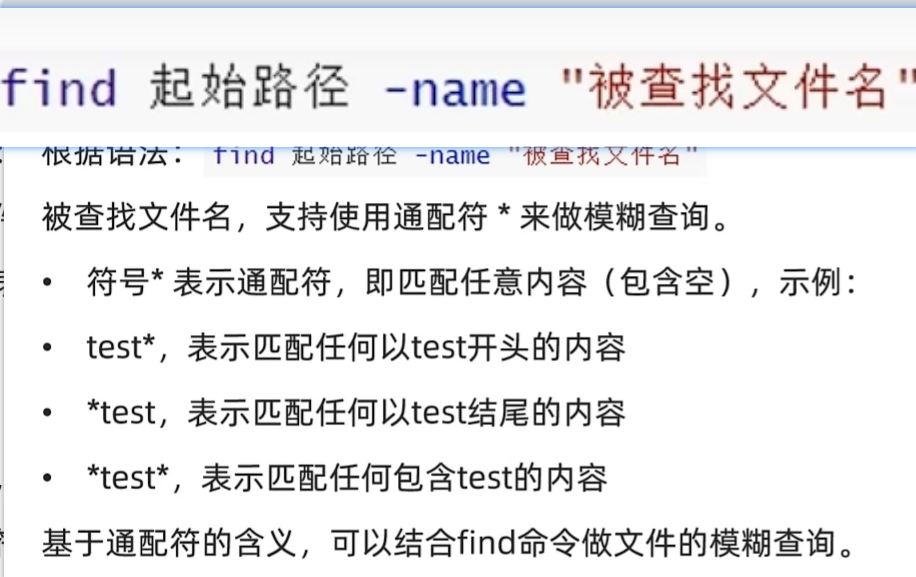 find 起始路径 -name "被查找文件名"
根据语法： find 起始路径 -name "被查找文件名"
被查找文件名，支持使用通配符 * 来做模糊查询。
• 符号* 表示通配符，即匹配任意内容（包含空），示例：
• test*，表示匹配任何以test开头的内容
• *test，表示匹配任何以test结尾的内容
• *test*，表示匹配任何包含test的内容
基于通配符的含义，可以结合find命令做文件的模糊查询。